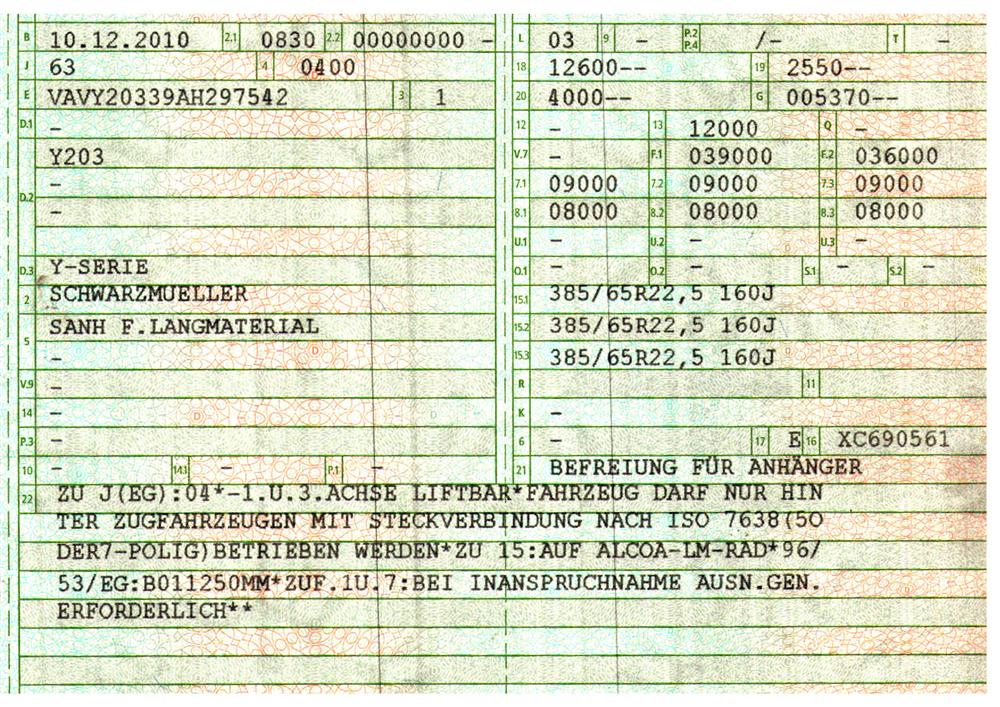 B 10.12.2010 2.1 0830 2.2 00000000 -
J 63 4 0400
E VAVY20339AH297542 3 1
D.1 -
Y203
D.2 -
-
D.3 Y-SERIE
2 SCHWARZMUELLER
SANH F.LANGMATERIAL
5 -
V.9 -
14 -
P.3 -
10 - 14.1 - P.1 -
L 03 9 - P.2 P.4 /- T -
18 12600-- 19 2550--
20 4000-- G 005370--
12 - 13 12000 Q -
V.7 - F.1 039000 F.2 036000
7.1 09000 7.2 09000 7.3 09000
8.1 08000 8.2 08000 8.3 08000
U.1 - U.2 - U.3 -
O.1 - O.2 - S.1 - S.2 -
15.1 385/65R22,5 160J
15.2 385/65R22,5 160J
15.3 385/65R22,5 160J
R 11
K -
6 - 17 E 16 XC690561
21 BEFREIUNG FÜR ANHÄNGER
22 ZU J(EG):04*-1.U.3.ACHSE LIFTBAR*FAHRZEUG DARF NUR HIN
TER ZUGFAHRZEUGEN MIT STECKVERBINDUNG NACH ISO 7638(5O
DER7-POLIG)BETRIEBEN WERDEN*ZU 15:AUF ALCOA-LM-RAD*96/
53/EG:B011250MM*ZUF.1U.7:BEI INANSPRUCHNAHME AUSN.GEN.
ERFORDERLICH**